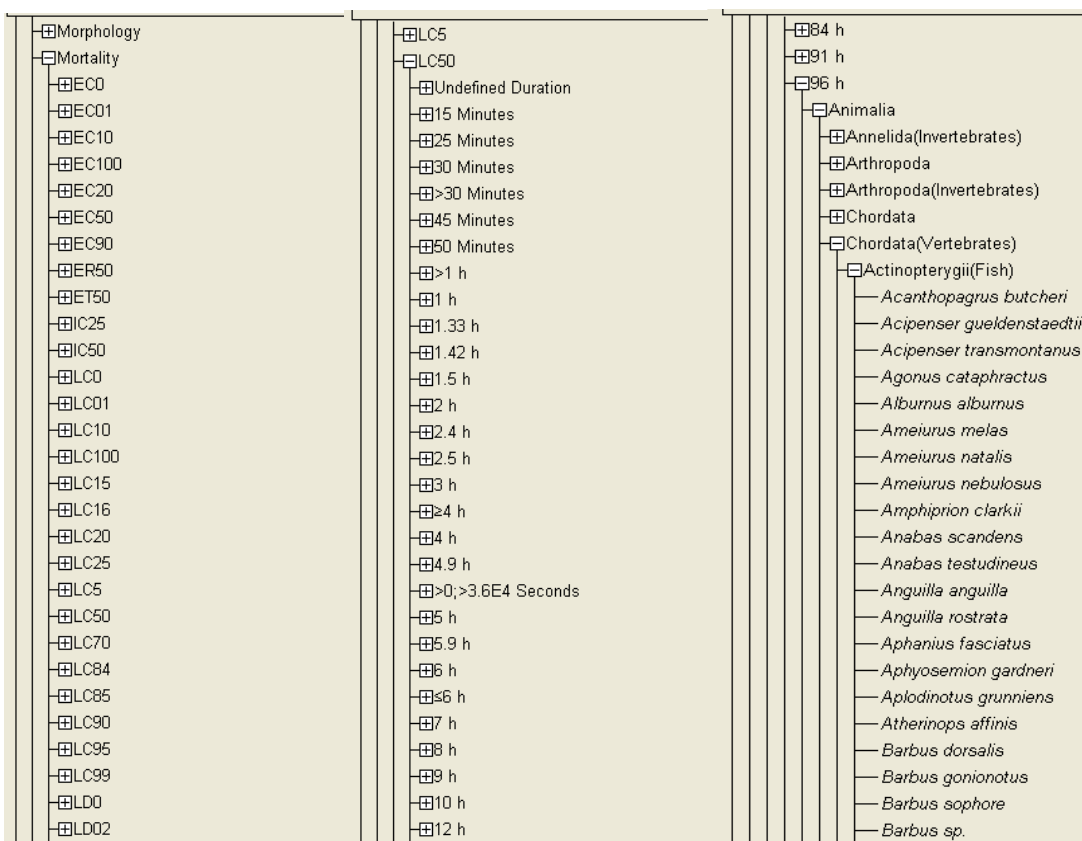 Morphology
Mortality
EC0
EC01
EC10
EC100
EC20
EC50
EC90
ER50
ET50
IC25
IC50
LC0
LC01
LC10
LC100
LC15
LC16
LC20
LC25
LC5
LC50
LC70
LC84
LC85
LC90
LC95
LC99
LD0
LD02
LC5
LC50
Undefined Duration
15 Minutes
25 Minutes
30 Minutes
>30 Minutes
45 Minutes
50 Minutes
>1 h
1 h
1.33 h
1.42 h
1.5 h
2 h
2.4 h
2.5 h
3 h
≥4 h
4 h
4.9 h
>0;>3.6E4 Seconds
5 h
5.9 h
6 h
≤6 h
7 h
8 h
9 h
10 h
12 h
84 h
91 h
96 h
Animalia
Annelida(Invertebrates)
Arthropoda
Arthropoda(Invertebrates)
Chordata
Chordata(Vertebrates)
Actinopterygii(Fish)
Acanthopagrus butcheri
Acipenser gueldenstaedtii
Acipenser transmontanus
Agonus cataphractus
Alburnus alburnus
Ameiurus melas
Ameiurus natalis
Ameiurus nebulosus
Amphiprion clarkii
Anabas scandens
Anabas testudineus
Anguilla anguilla
Anguilla rostrata
Aphanius fasciatus
Aphyosemion gardneri
Aplodinotus grunniens
Atherinops affinis
Barbus dorsalis
Barbus gonionotus
Barbus sophore
Barbus sp.